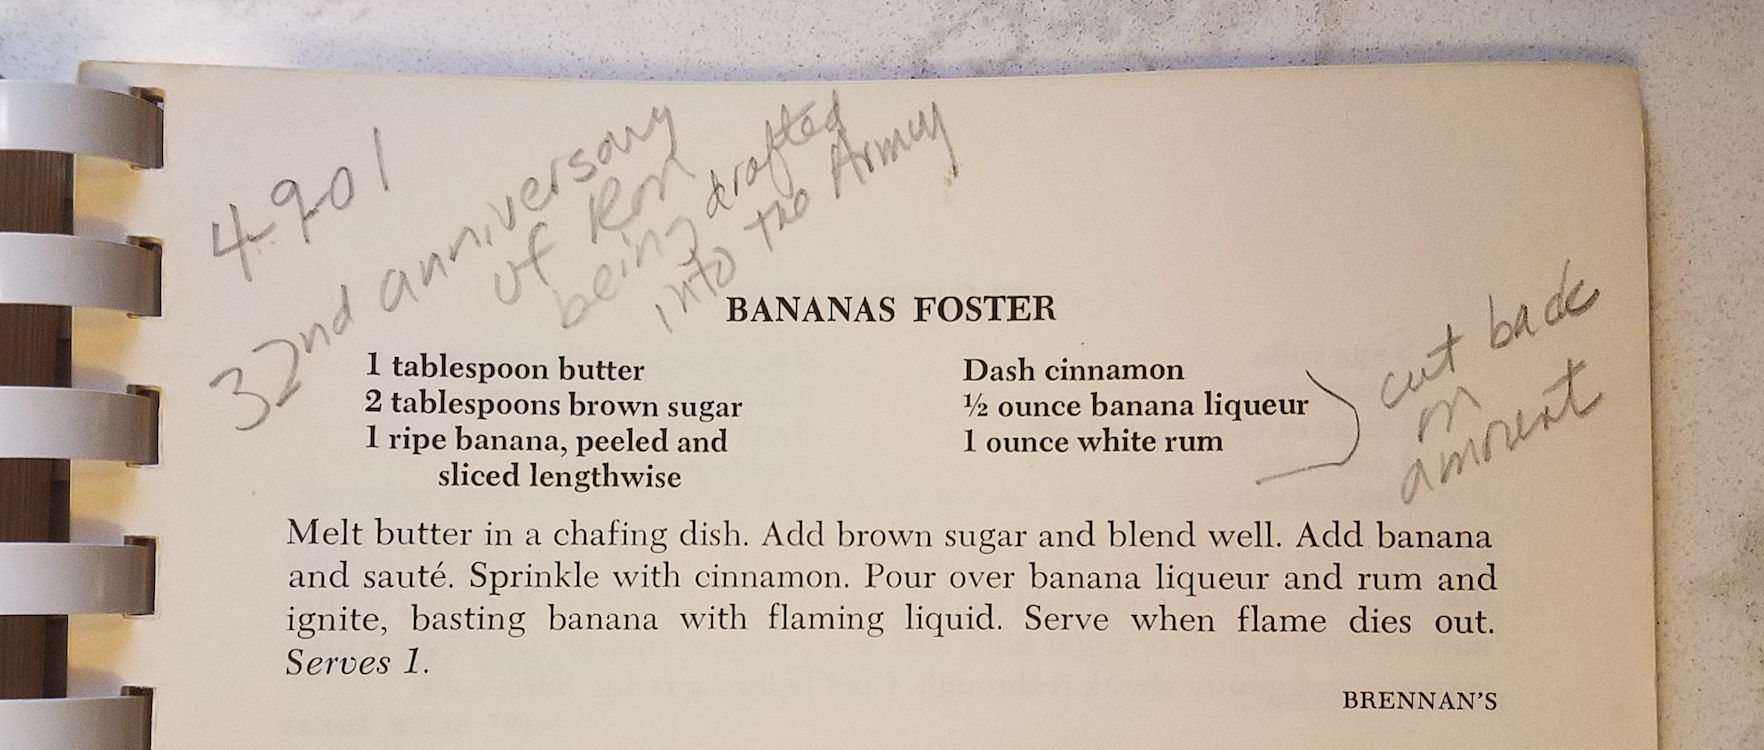 4-9-01
32nd anniversary
of Ron
being drafted
into the Army
BANANAS FOSTER
1 tablespoon butter
2 tablespoons brown sugar
1 ripe banana, peeled and
sliced lengthwise
Dash cinnamon
½ ounce banana liqueur
1 ounce white rum
cut back
on
amount
Melt butter in a chafing dish. Add brown sugar and blend well. Add banana
and sauté. Sprinkle with cinnamon. Pour over banana liqueur and rum and
ignite, basting banana with flaming liquid. Serve when flame dies out.
Serves 1.
BRENNAN'S